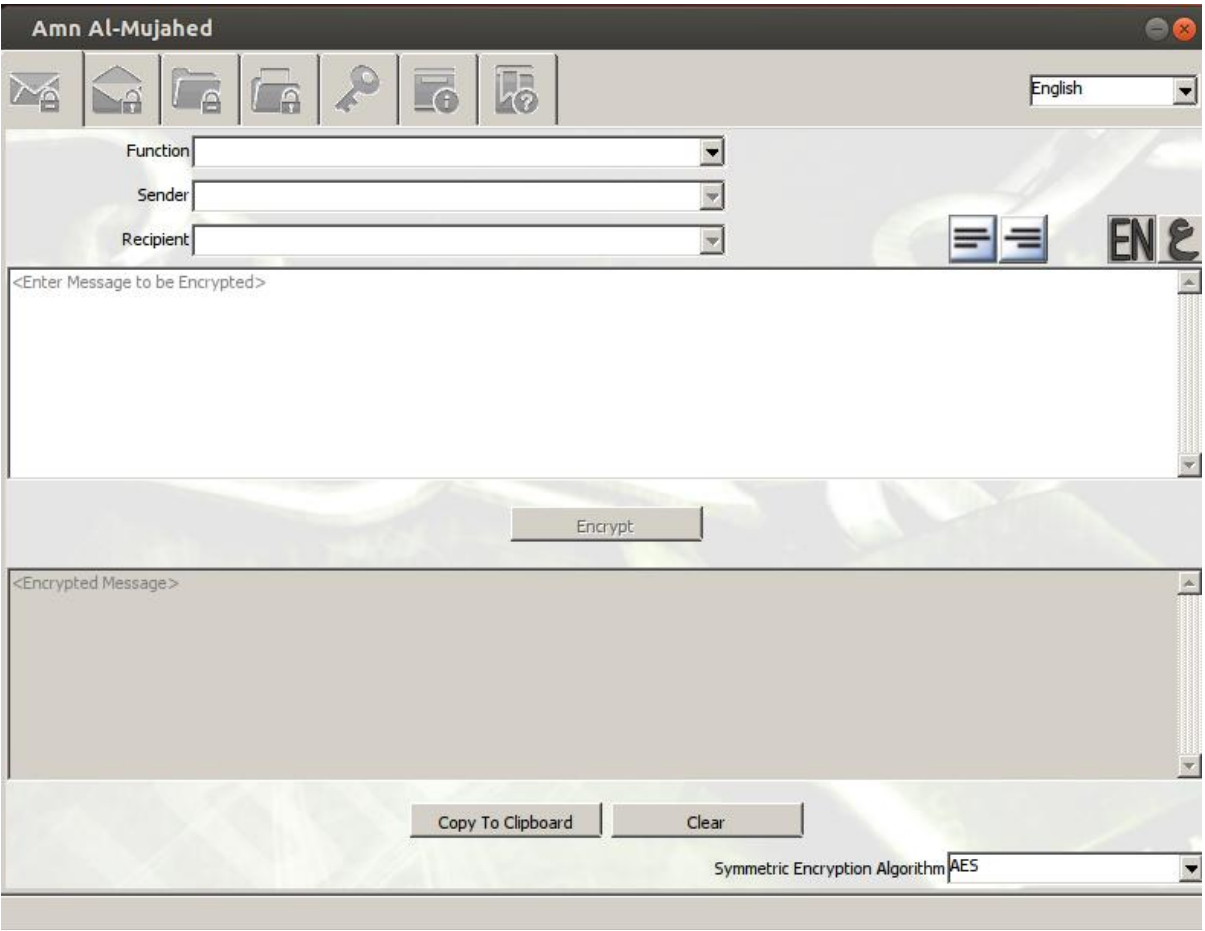 Amn Al-Mujahed
English
Function
Sender
Recipient
EN ع
<Enter Message to be Encrypted>
Encrypt
<Encrypted Message>
Copy To Clipboard Clear
Symmetric Encryption Algorithm AES